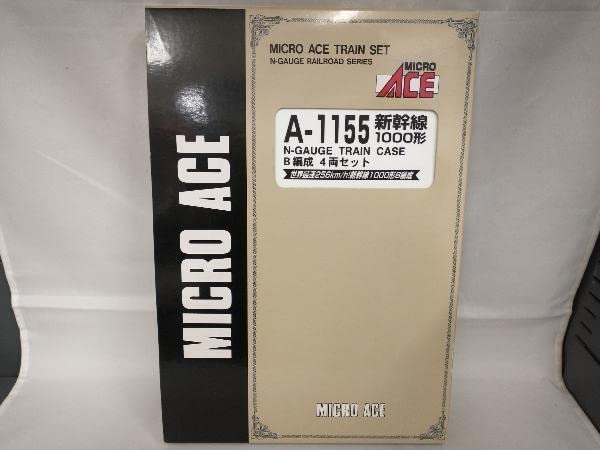 MICRO ACE TRAIN SET
N-GAUGE RAILROAD SERIES
MICRO
ACE
A-1155 新幹線
1000形
N-GAUGE TRAIN CASE
B編成 4両セット
世界最速256km/h!新幹線1000形B編成
MICRO ACE
MICRO ACE